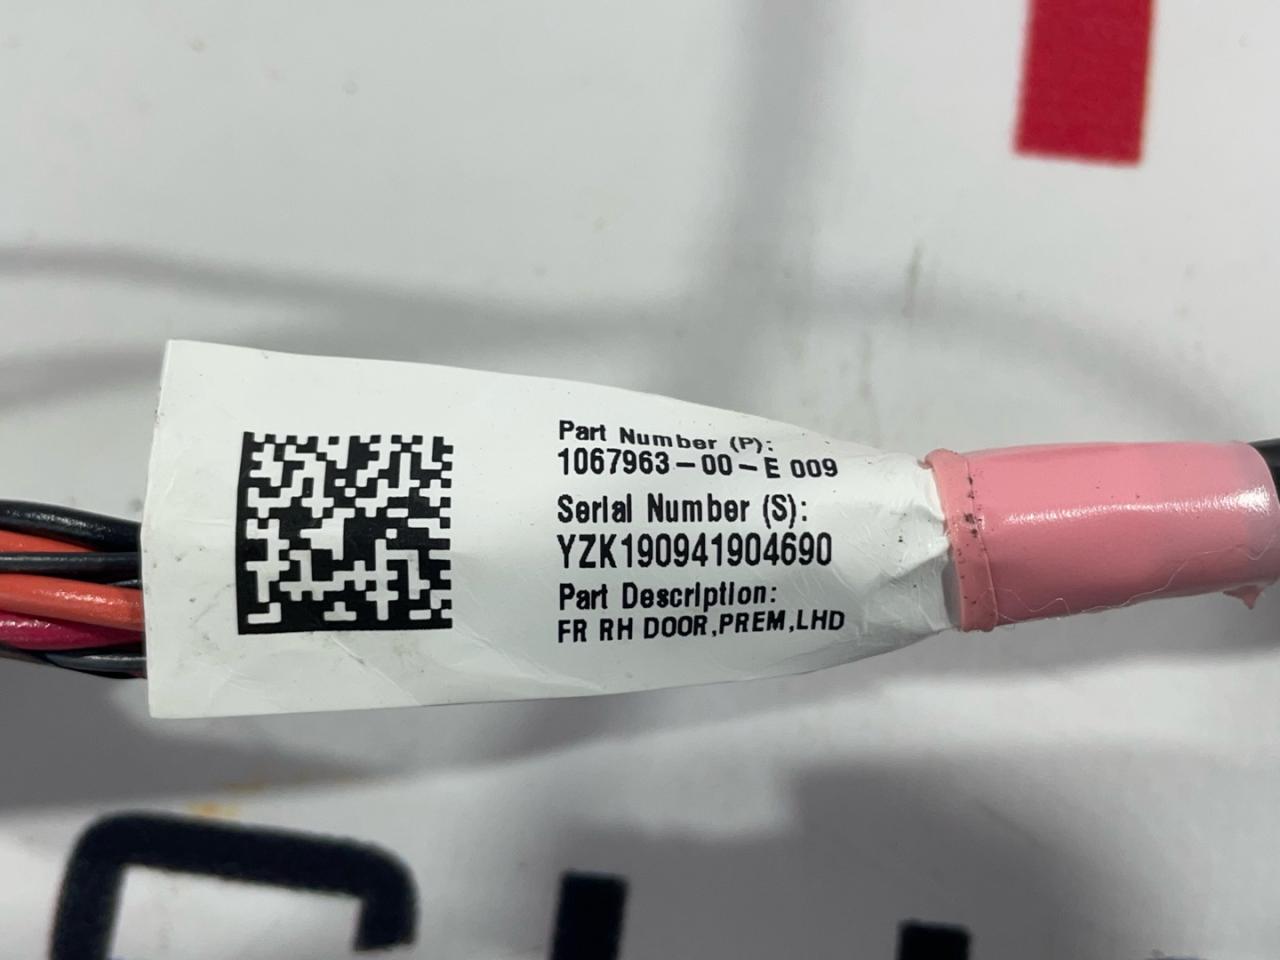 Part Number (P):
1067963-00-E 009
Serial Number (S):
YZK190941904690
Part Description:
FR RH DOOR,PREM,LHD